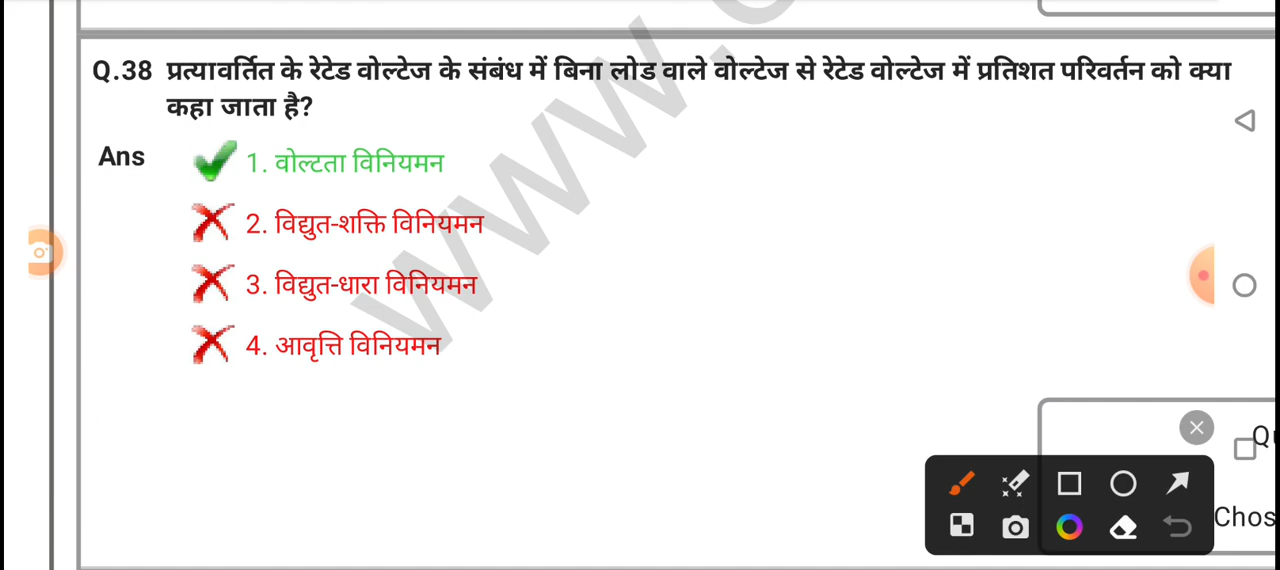 Q.38 प्रत्यावर्तित के रेटेड वोल्टेज के संबंध में बिना लोड वाले वोल्टेज से रेटेड वोल्टेज में प्रतिशत परिवर्तन को क्या
कहा जाता है?
Ans 1. वोल्टता विनियमन
2. विद्युत-शक्ति विनियमन
3. विद्युत-धारा विनियमन
4. आवृत्ति विनियमन
www.
Chos